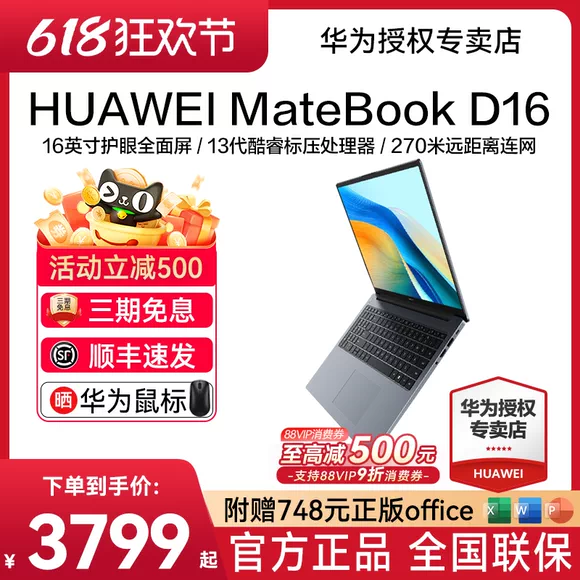 618狂欢节
华为授权专卖店
HUAWEI MateBook D16
16英寸护眼全面屏 / 13代酷睿标压处理器 / 270米远距离连网
活动立减500
三期免息
三期免息
SF
顺丰速发
晒
华为鼠标
88VIP消费券
至高减500元
-支持88VIP9折消费券-
华为授权
专卖店
★★★★★
HUAWEI
下单到手价:
¥3799起
附赠748元正版office
X W P
官方正品 全国联保